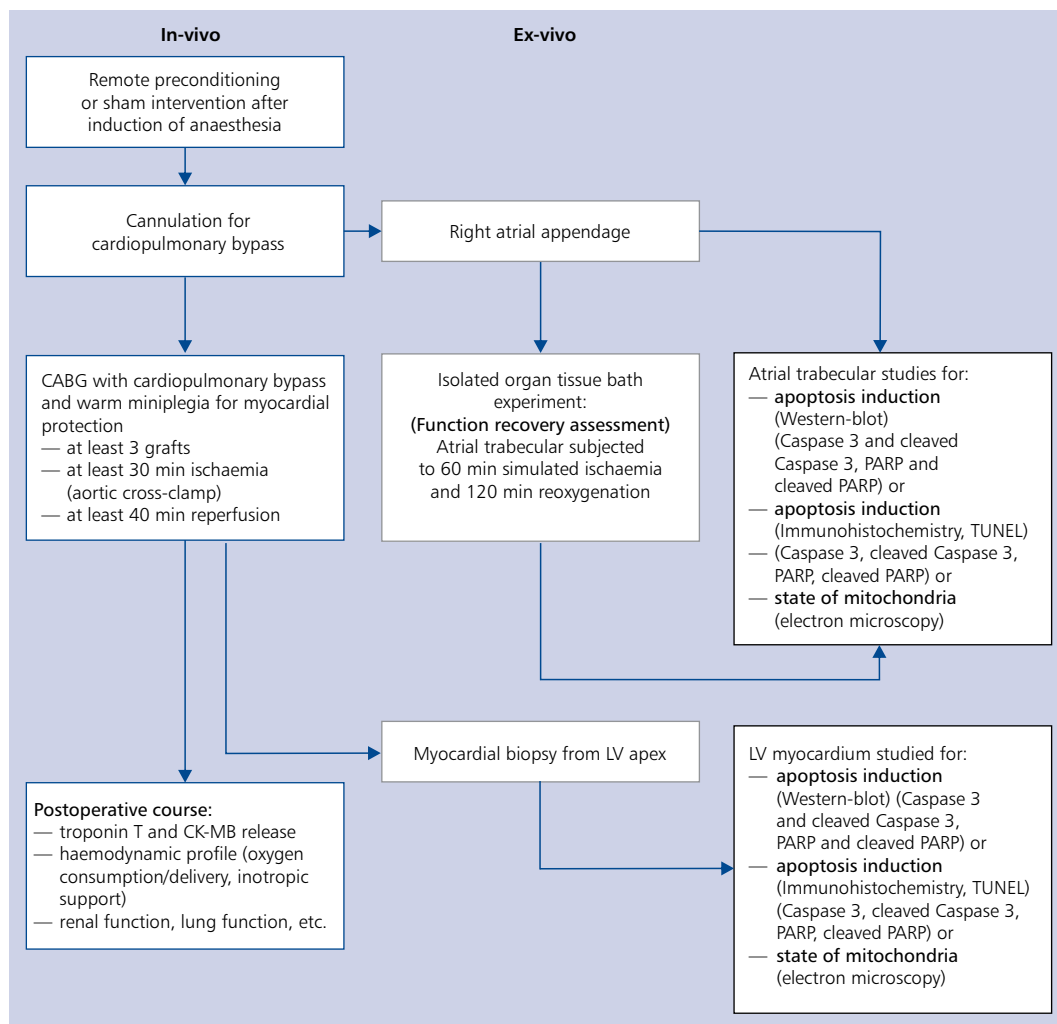 In-vivo
Ex-vivo
Remote preconditioning
or sham intervention after
induction of anaesthesia
Cannulation for
cardiopulmonary bypass
Right atrial appendage
CABG with cardiopulmonary bypass
and warm miniplegia for myocardial
protection
— at least 3 grafts
— at least 30 min ischaemia
(aortic cross-clamp)
— at least 40 min reperfusion
Isolated organ tissue bath
experiment:
(Function recovery assessment)
Atrial trabecular subjected
to 60 min simulated ischaemia
and 120 min reoxygenation
Atrial trabecular studies for:
— apoptosis induction
(Western-blot)
(Caspase 3 and cleaved
Caspase 3, PARP and
cleaved PARP) or
— apoptosis induction
(Immunohistochemistry, TUNEL)
— (Caspase 3, cleaved Caspase 3,
PARP, cleaved PARP) or
— state of mitochondria
(electron microscopy)
Myocardial biopsy from LV apex
Postoperative course:
— troponin T and CK-MB release
— haemodynamic profile (oxygen
consumption/delivery, inotropic
support)
— renal function, lung function, etc.
LV myocardium studied for:
— apoptosis induction
(Western-blot) (Caspase 3
and cleaved Caspase 3,
PARP and cleaved PARP) or
— apoptosis induction
(Immunohistochemistry, TUNEL)
(Caspase 3, cleaved Caspase 3,
PARP, cleaved PARP) or
— state of mitochondria
(electron microscopy)